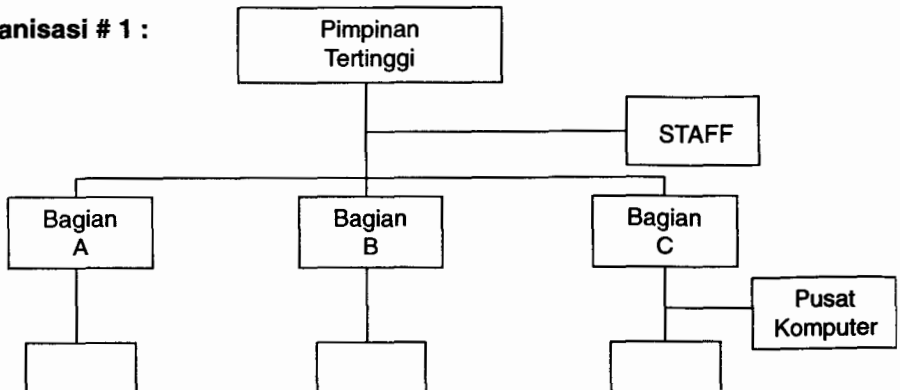 anisasi # 1 :
Pimpinan
Tertinggi
STAFF
Bagian
A
Bagian
B
Bagian
C
Pusat
Komputer